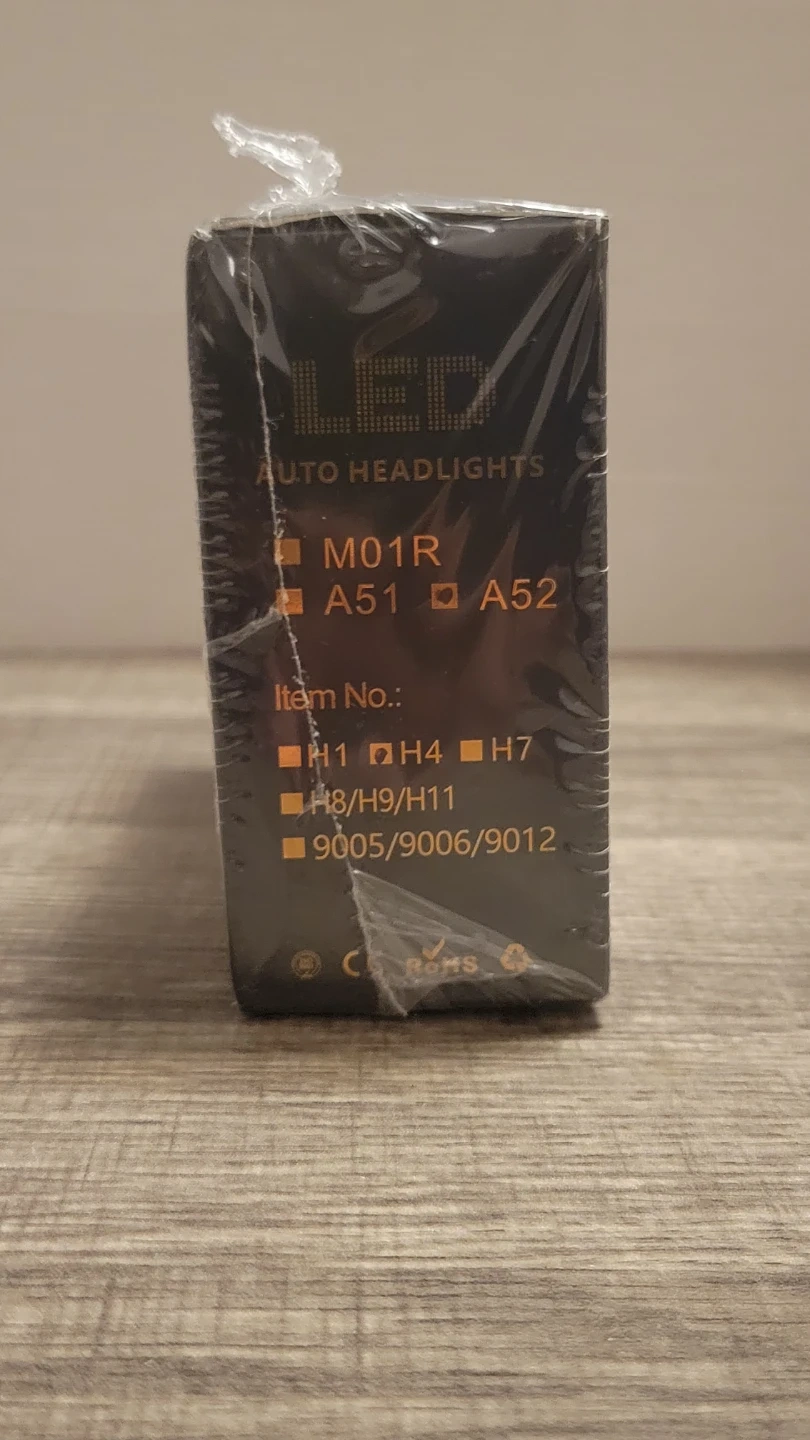 LED
AUTO HEADLIGHTS
M01R
A51 A52
Item No.:
H1 H4 H7
H8/H9/H11
9005/9006/9012
CE RoHS